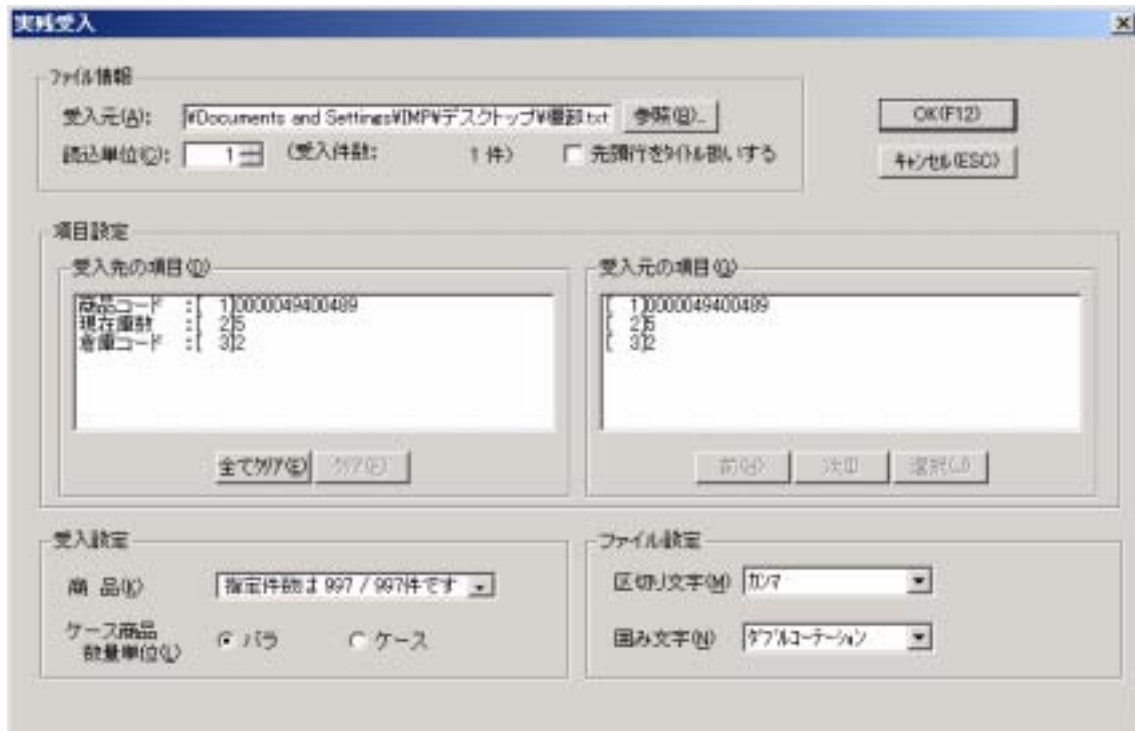 実残受入
ファイル情報
受入元(A): ¥Documents and Settings¥IMP¥デスクトップ¥棚卸.txt 参照(B)...
読込単位(C): 1 (受入件数: 1 件) 先頭行をタイトル扱いする
OK(F12)
キャンセル(ESC)
項目設定
受入先の項目(D)
商品コード :[ 1]0000049400489
現在庫数 :[ 2]5
倉庫コード :[ 3]2
全てクリア(E) クリア(F)
受入元の項目(G)
[ 1]0000049400489
[ 2]5
[ 3]2
前(H) 次(I) 選択(J)
受入設定
商 品(K) 指定件数は 997 / 997件です
ケース商品
数量単位(L) バラ ケース
ファイル設定
区切り文字(M) カンマ
囲み文字(N) ダブルコーテーション